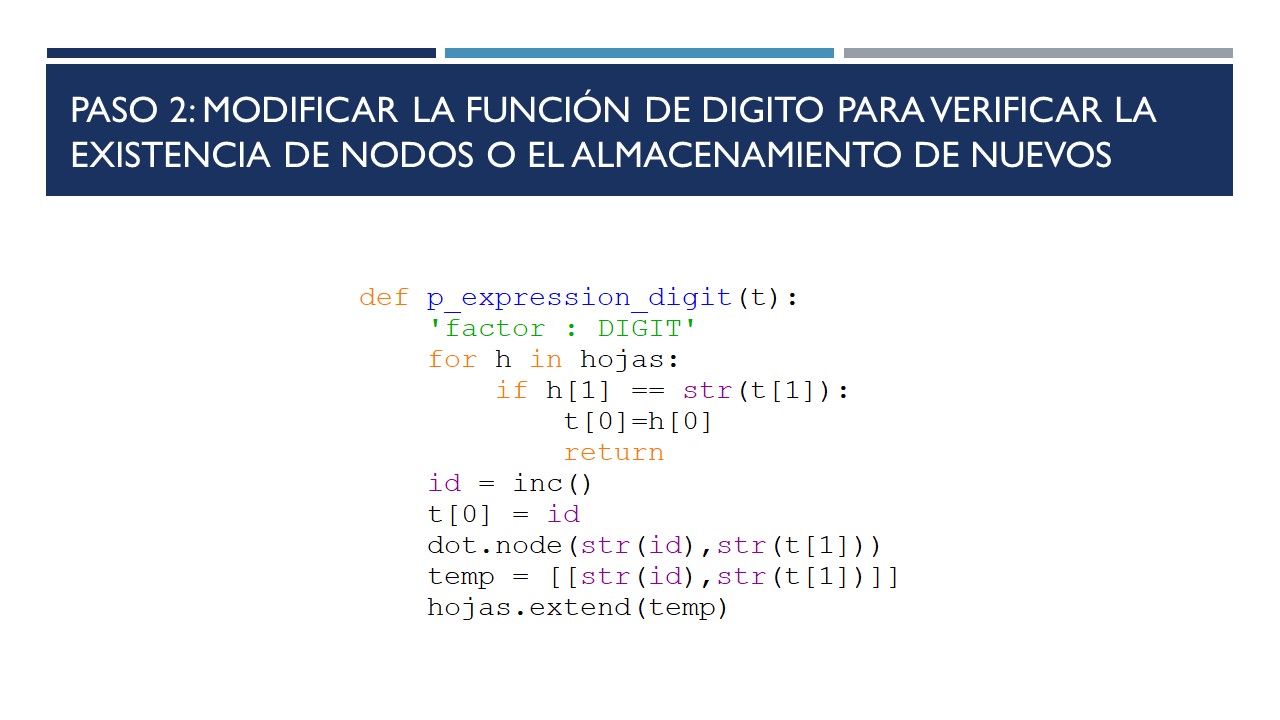 PASO 2: MODIFICAR LA FUNCIÓN DE DIGITO PARA VERIFICAR LA
EXISTENCIA DE NODOS O EL ALMACENAMIENTO DE NUEVOS
def p_expression_digit(t):
    'factor : DIGIT'
    for h in hojas:
        if h[1] == str(t[1]):
            t[0]=h[0]
            return
    id = inc()
    t[0] = id
    dot.node(str(id),str(t[1]))
    temp = [[str(id),str(t[1])]]
    hojas.extend(temp)